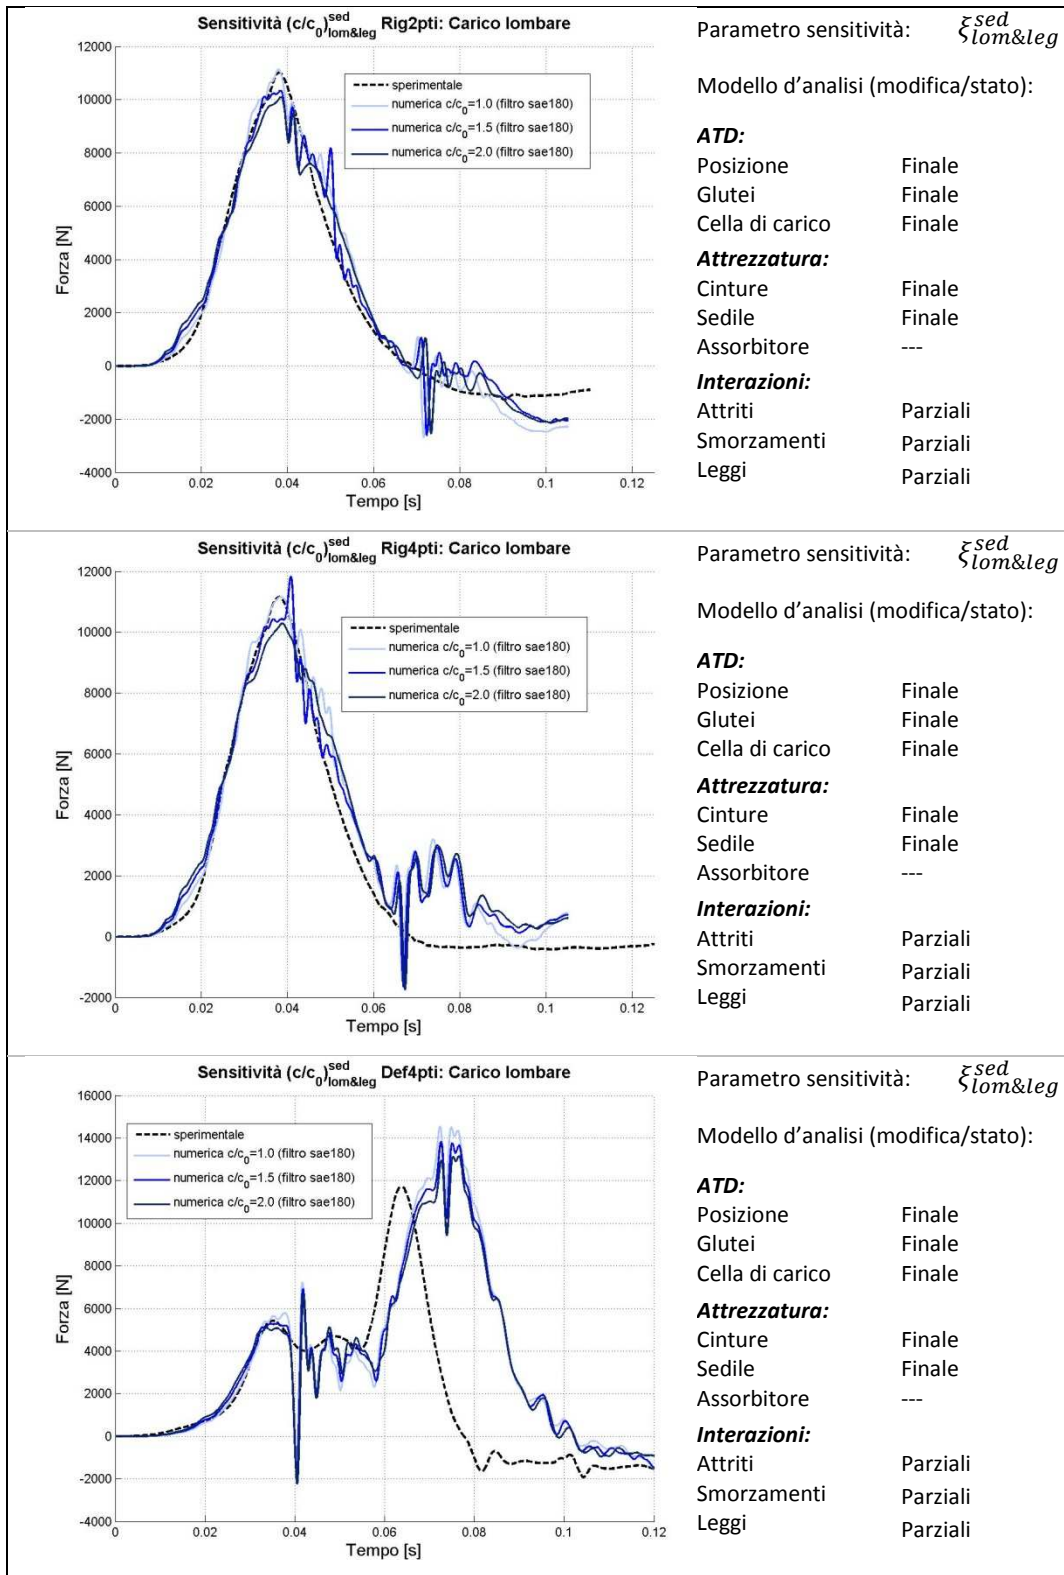 Sensitività (c/c0)sed lom&leg Rig2pti: Carico lombare
12000
10000
8000
6000
4000
2000
0
-2000
-4000
Forza [N]
sperimentale
numerica c/c0=1.0 (filtro sae180)
numerica c/c0=1.5 (filtro sae180)
numerica c/c0=2.0 (filtro sae180)
0 0.02 0.04 0.06 0.08 0.1 0.12
Tempo [s]
Parametro sensitività: ξ sed lom&leg
Modello d'analisi (modifica/stato):
ATD:
Posizione Finale
Glutei Finale
Cella di carico Finale
Attrezzatura:
Cinture Finale
Sedile Finale
Assorbitore ---
Interazioni:
Attriti Parziali
Smorzamenti Parziali
Leggi Parziali
Sensitività (c/c0)sed lom&leg Rig4pti: Carico lombare
12000
10000
8000
6000
4000
2000
0
-2000
Forza [N]
sperimentale
numerica c/c0=1.0 (filtro sae180)
numerica c/c0=1.5 (filtro sae180)
numerica c/c0=2.0 (filtro sae180)
0 0.02 0.04 0.06 0.08 0.1 0.12
Tempo [s]
Parametro sensitività: ξ sed lom&leg
Modello d'analisi (modifica/stato):
ATD:
Posizione Finale
Glutei Finale
Cella di carico Finale
Attrezzatura:
Cinture Finale
Sedile Finale
Assorbitore ---
Interazioni:
Attriti Parziali
Smorzamenti Parziali
Leggi Parziali
Sensitività (c/c0)sed lom&leg Def4pti: Carico lombare
16000
14000
12000
10000
8000
6000
4000
2000
0
-2000
-4000
Forza [N]
sperimentale
numerica c/c0=1.0 (filtro sae180)
numerica c/c0=1.5 (filtro sae180)
numerica c/c0=2.0 (filtro sae180)
0 0.02 0.04 0.06 0.08 0.1 0.12
Tempo [s]
Parametro sensitività: ξ sed lom&leg
Modello d'analisi (modifica/stato):
ATD:
Posizione Finale
Glutei Finale
Cella di carico Finale
Attrezzatura:
Cinture Finale
Sedile Finale
Assorbitore ---
Interazioni:
Attriti Parziali
Smorzamenti Parziali
Leggi Parziali